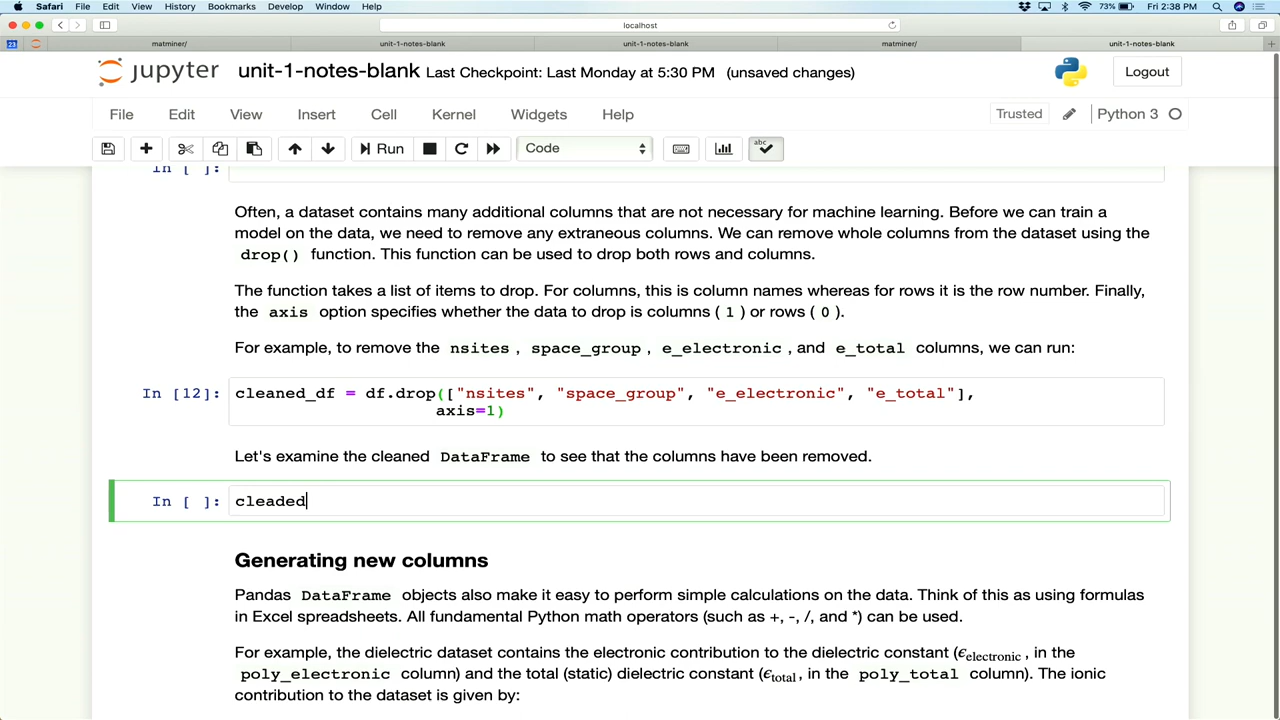 Safari File Edit View History Bookmarks Develop Window Help 73% Fri 2:38 PM
localhost
23 matminer/ unit-1-notes-blank unit-1-notes-blank matminer/ unit-1-notes-blank
jupyter unit-1-notes-blank Last Checkpoint: Last Monday at 5:30 PM (unsaved changes) Logout
File Edit View Insert Cell Kernel Widgets Help Trusted Python 3
Run Code abc
In [ ]:
Often, a dataset contains many additional columns that are not necessary for machine learning. Before we can train a
model on the data, we need to remove any extraneous columns. We can remove whole columns from the dataset using the
drop() function. This function can be used to drop both rows and columns.
The function takes a list of items to drop. For columns, this is column names whereas for rows it is the row number. Finally,
the axis option specifies whether the data to drop is columns ( 1 ) or rows ( 0 ).
For example, to remove the nsites , space_group , e_electronic , and e_total columns, we can run:
In [12]: cleaned_df = df.drop(["nsites", "space_group", "e_electronic", "e_total"],
axis=1)
Let's examine the cleaned DataFrame to see that the columns have been removed.
In [ ]: cleaded
Generating new columns
Pandas DataFrame objects also make it easy to perform simple calculations on the data. Think of this as using formulas
in Excel spreadsheets. All fundamental Python math operators (such as +, -, /, and *) can be used.
For example, the dielectric dataset contains the electronic contribution to the dielectric constant (ϵelectronic, in the
poly_electronic column) and the total (static) dielectric constant (ϵtotal, in the poly_total column). The ionic
contribution to the dataset is given by: